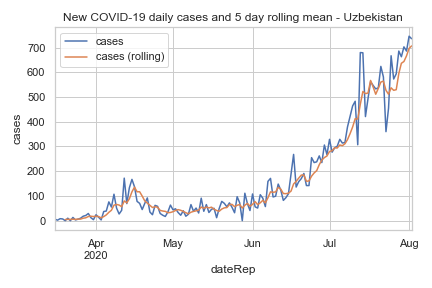 New COVID-19 daily cases and 5 day rolling mean - Uzbekistan
cases
cases (rolling)
700
600
500
400
300
200
100
0
cases
Apr
2020
May
Jun
Jul
Aug
dateRep